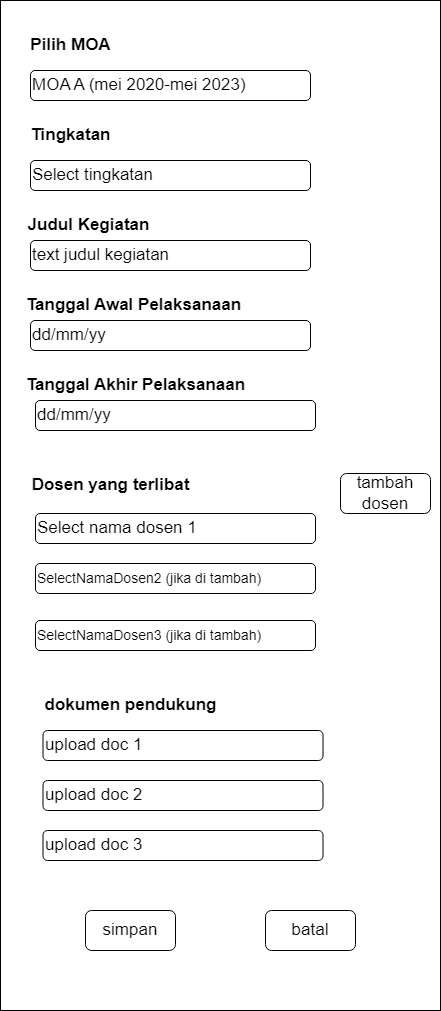 Pilih MOA
MOA A (mei 2020-mei 2023)
Tingkatan
Select tingkatan
Judul Kegiatan
text judul kegiatan
Tanggal Awal Pelaksanaan
dd/mm/yy
Tanggal Akhir Pelaksanaan
dd/mm/yy
Dosen yang terlibat
tambah
dosen
Select nama dosen 1
SelectNamaDosen2 (jika di tambah)
SelectNamaDosen3 (jika di tambah)
dokumen pendukung
upload doc 1
upload doc 2
upload doc 3
simpan
batal